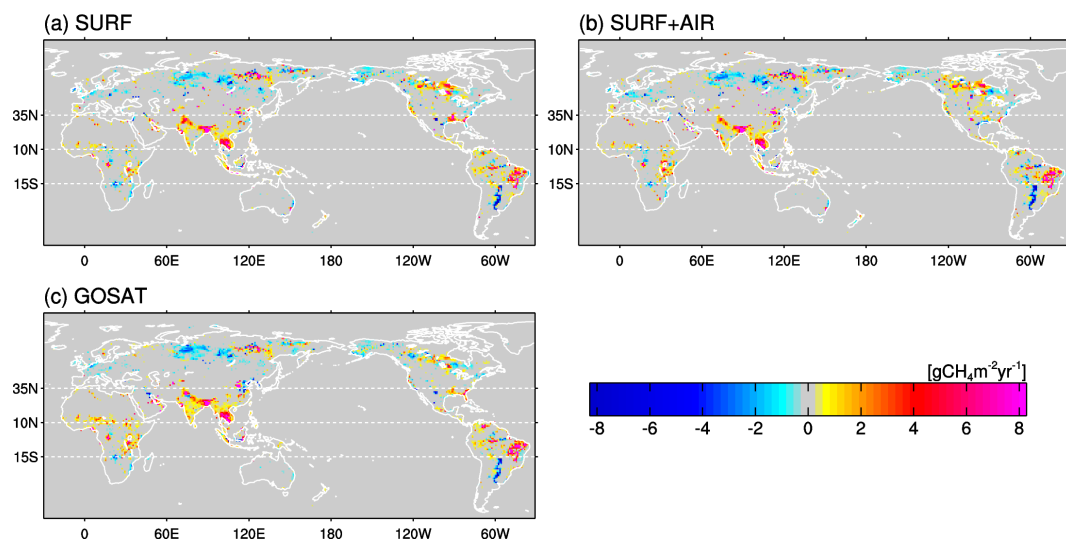 (a) SURF
(b) SURF+AIR
35N
10N
15S
35N
10N
15S
0 60E 120E 180 120W 60W
0 60E 120E 180 120W 60W
(c) GOSAT
35N
10N
15S
0 60E 120E 180 120W 60W
[gCH₄m⁻²yr⁻¹]
-8 -6 -4 -2 0 2 4 6 8